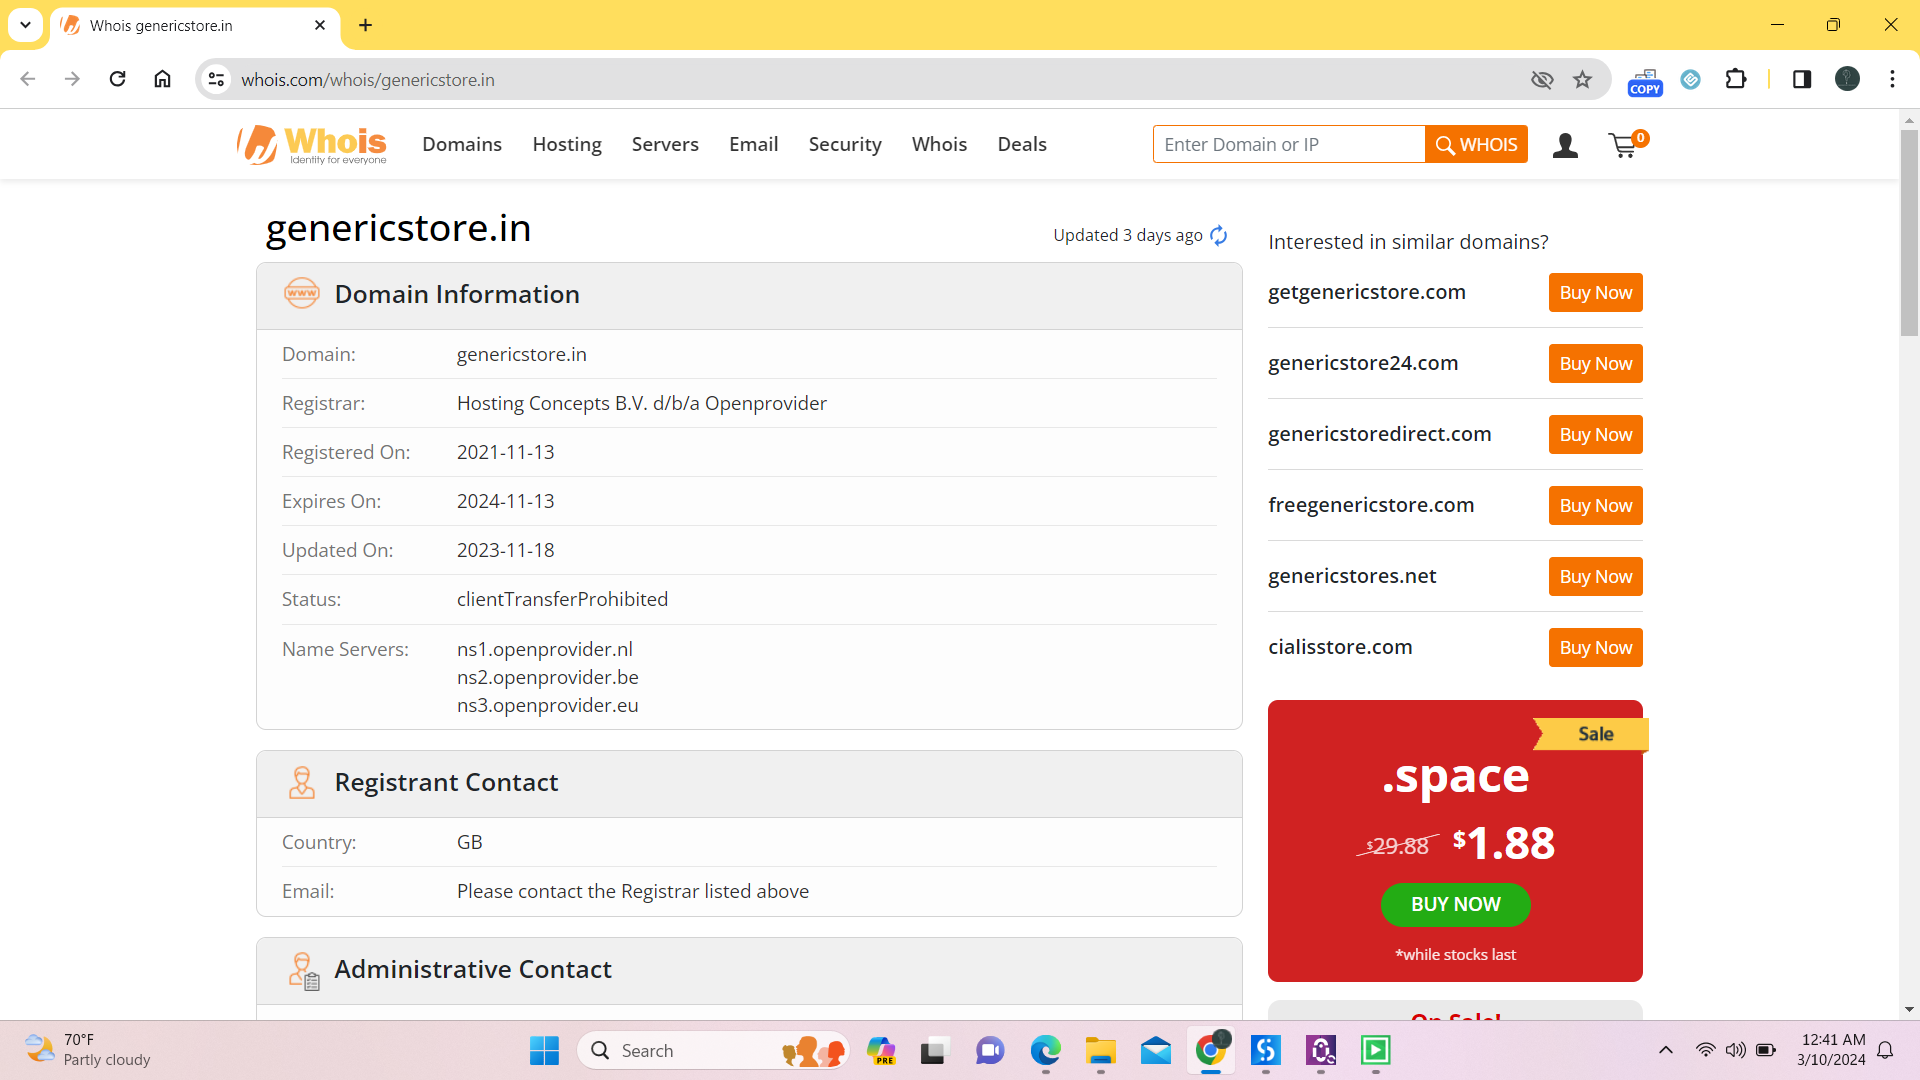 Whois genericstore.in
whois.com/whois/genericstore.in
COPY
Whois
Identity for everyone
Domains Hosting Servers Email Security Whois Deals
Enter Domain or IP
WHOIS
0
genericstore.in
Updated 3 days ago
Domain Information
www
Domain: genericstore.in
Registrar: Hosting Concepts B.V. d/b/a Openprovider
Registered On: 2021-11-13
Expires On: 2024-11-13
Updated On: 2023-11-18
Status: clientTransferProhibited
Name Servers: ns1.openprovider.nl
ns2.openprovider.be
ns3.openprovider.eu
Registrant Contact
Country: GB
Email: Please contact the Registrar listed above
Administrative Contact
Interested in similar domains?
getgenericstore.com Buy Now
genericstore24.com Buy Now
genericstoredirect.com Buy Now
freegenericstore.com Buy Now
genericstores.net Buy Now
cialisstore.com Buy Now
Sale
.space
$29.88 $1.88
BUY NOW
*while stocks last
On Sale!
70°F
Partly cloudy
Search
PRE
12:41 AM
3/10/2024